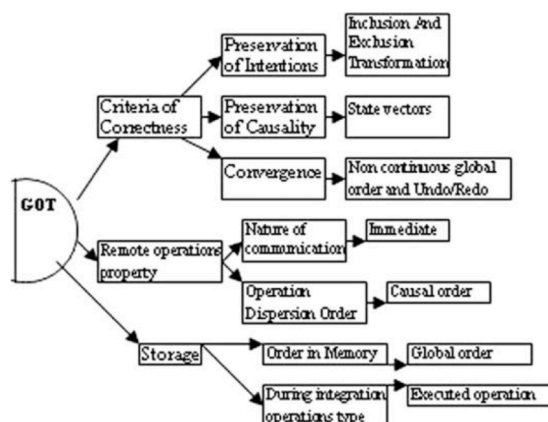 Inclusion And
Exclusion
Transformation
Preservation
of Intentions
Criteria of
Correctness
Preservation
of Causality
State vectors
Convergence
Non continuous global
order and Undo/Redo
GOT
Remote operations
property
Nature of
communication
Immediate
Operation
Dispersion Order
Causal order
Storage
Order in Memory
Global order
During integration
operations type
Executed operation